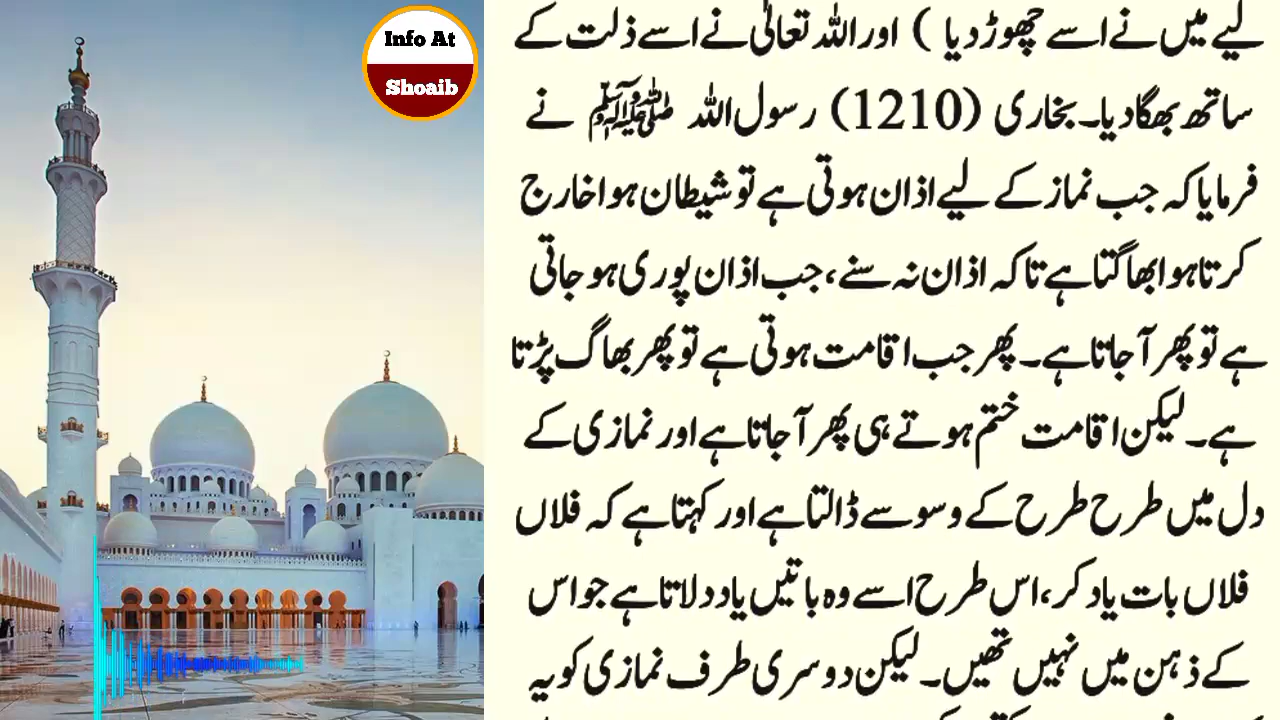 Info At
Shoaib
لیے میں نے اسے چھوڑ دیا ) اور اللہ تعالیٰ نے اسے ذلت کے
ساتھ بھگا دیا۔ بخاری (1210) رسول اللہ ﷺ نے
فرمایا کہ جب نماز کے لیے اذان ہوتی ہے تو شیطان ہوا خارج
کرتا ہوا بھاگتا ہے تاکہ اذان نہ سنے، جب اذان پوری ہو جاتی
ہے تو پھر آ جاتا ہے۔ پھر جب اقامت ہوتی ہے تو پھر بھاگ پڑتا
ہے۔ لیکن اقامت ختم ہوتے ہی پھر آ جاتا ہے اور نمازی کے
دل میں طرح طرح کے وسوسے ڈالتا ہے اور کہتا ہے کہ فلاں
فلاں بات یاد کر، اس طرح اسے وہ باتیں یاد دلاتا ہے جو اس
کے ذہن میں نہیں تھیں۔ لیکن دوسری طرف نمازی کو یہ